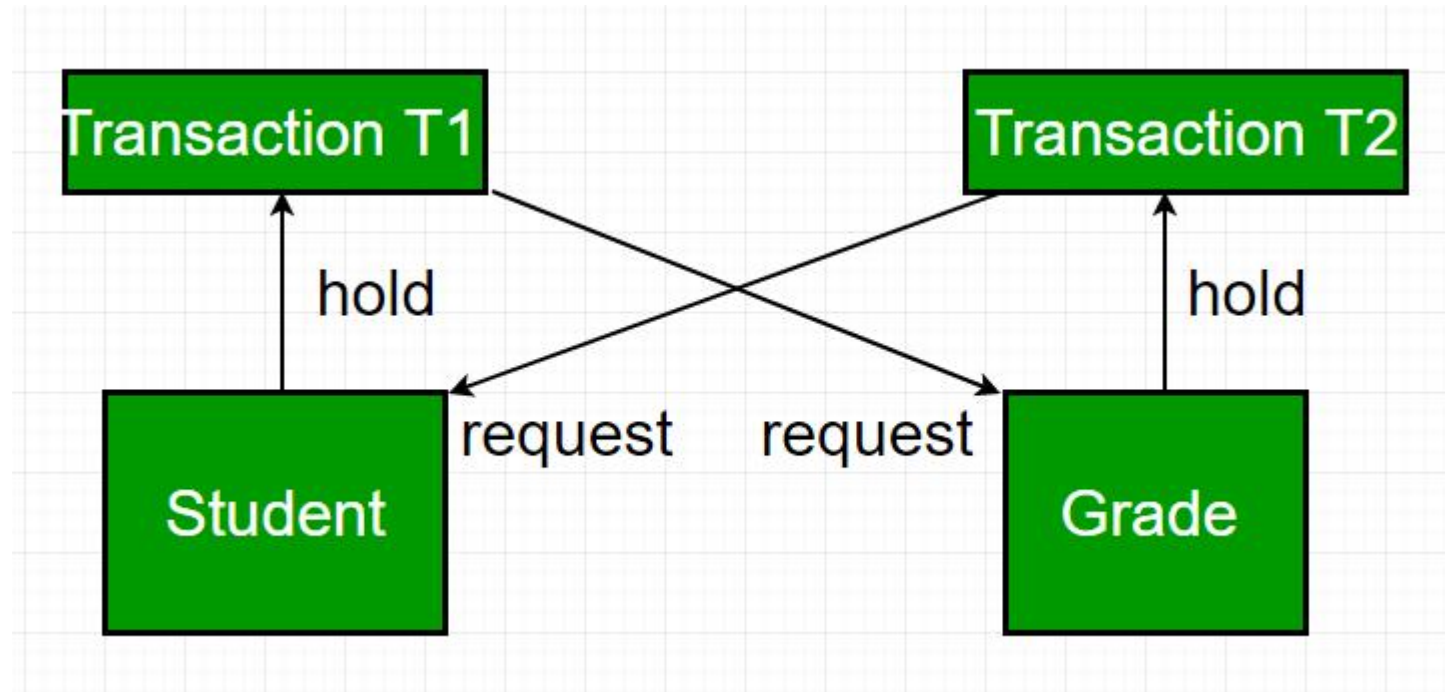 Transaction T1
Transaction T2
hold
hold
request
request
Student
Grade